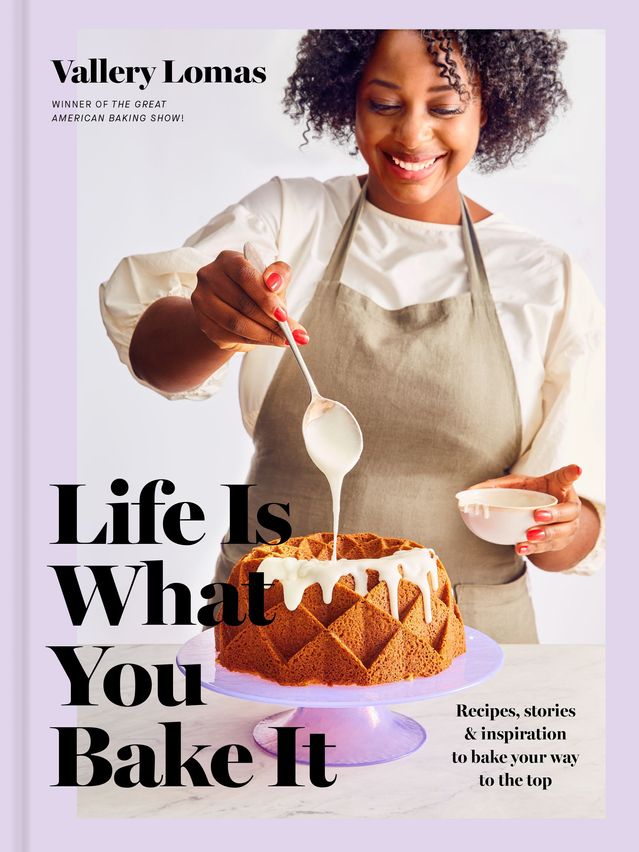 Vallery Lomas
WINNER OF THE GREAT
AMERICAN BAKING SHOW!
Life Is
What
You
Bake It
Recipes, stories
& inspiration
to bake your way
to the top